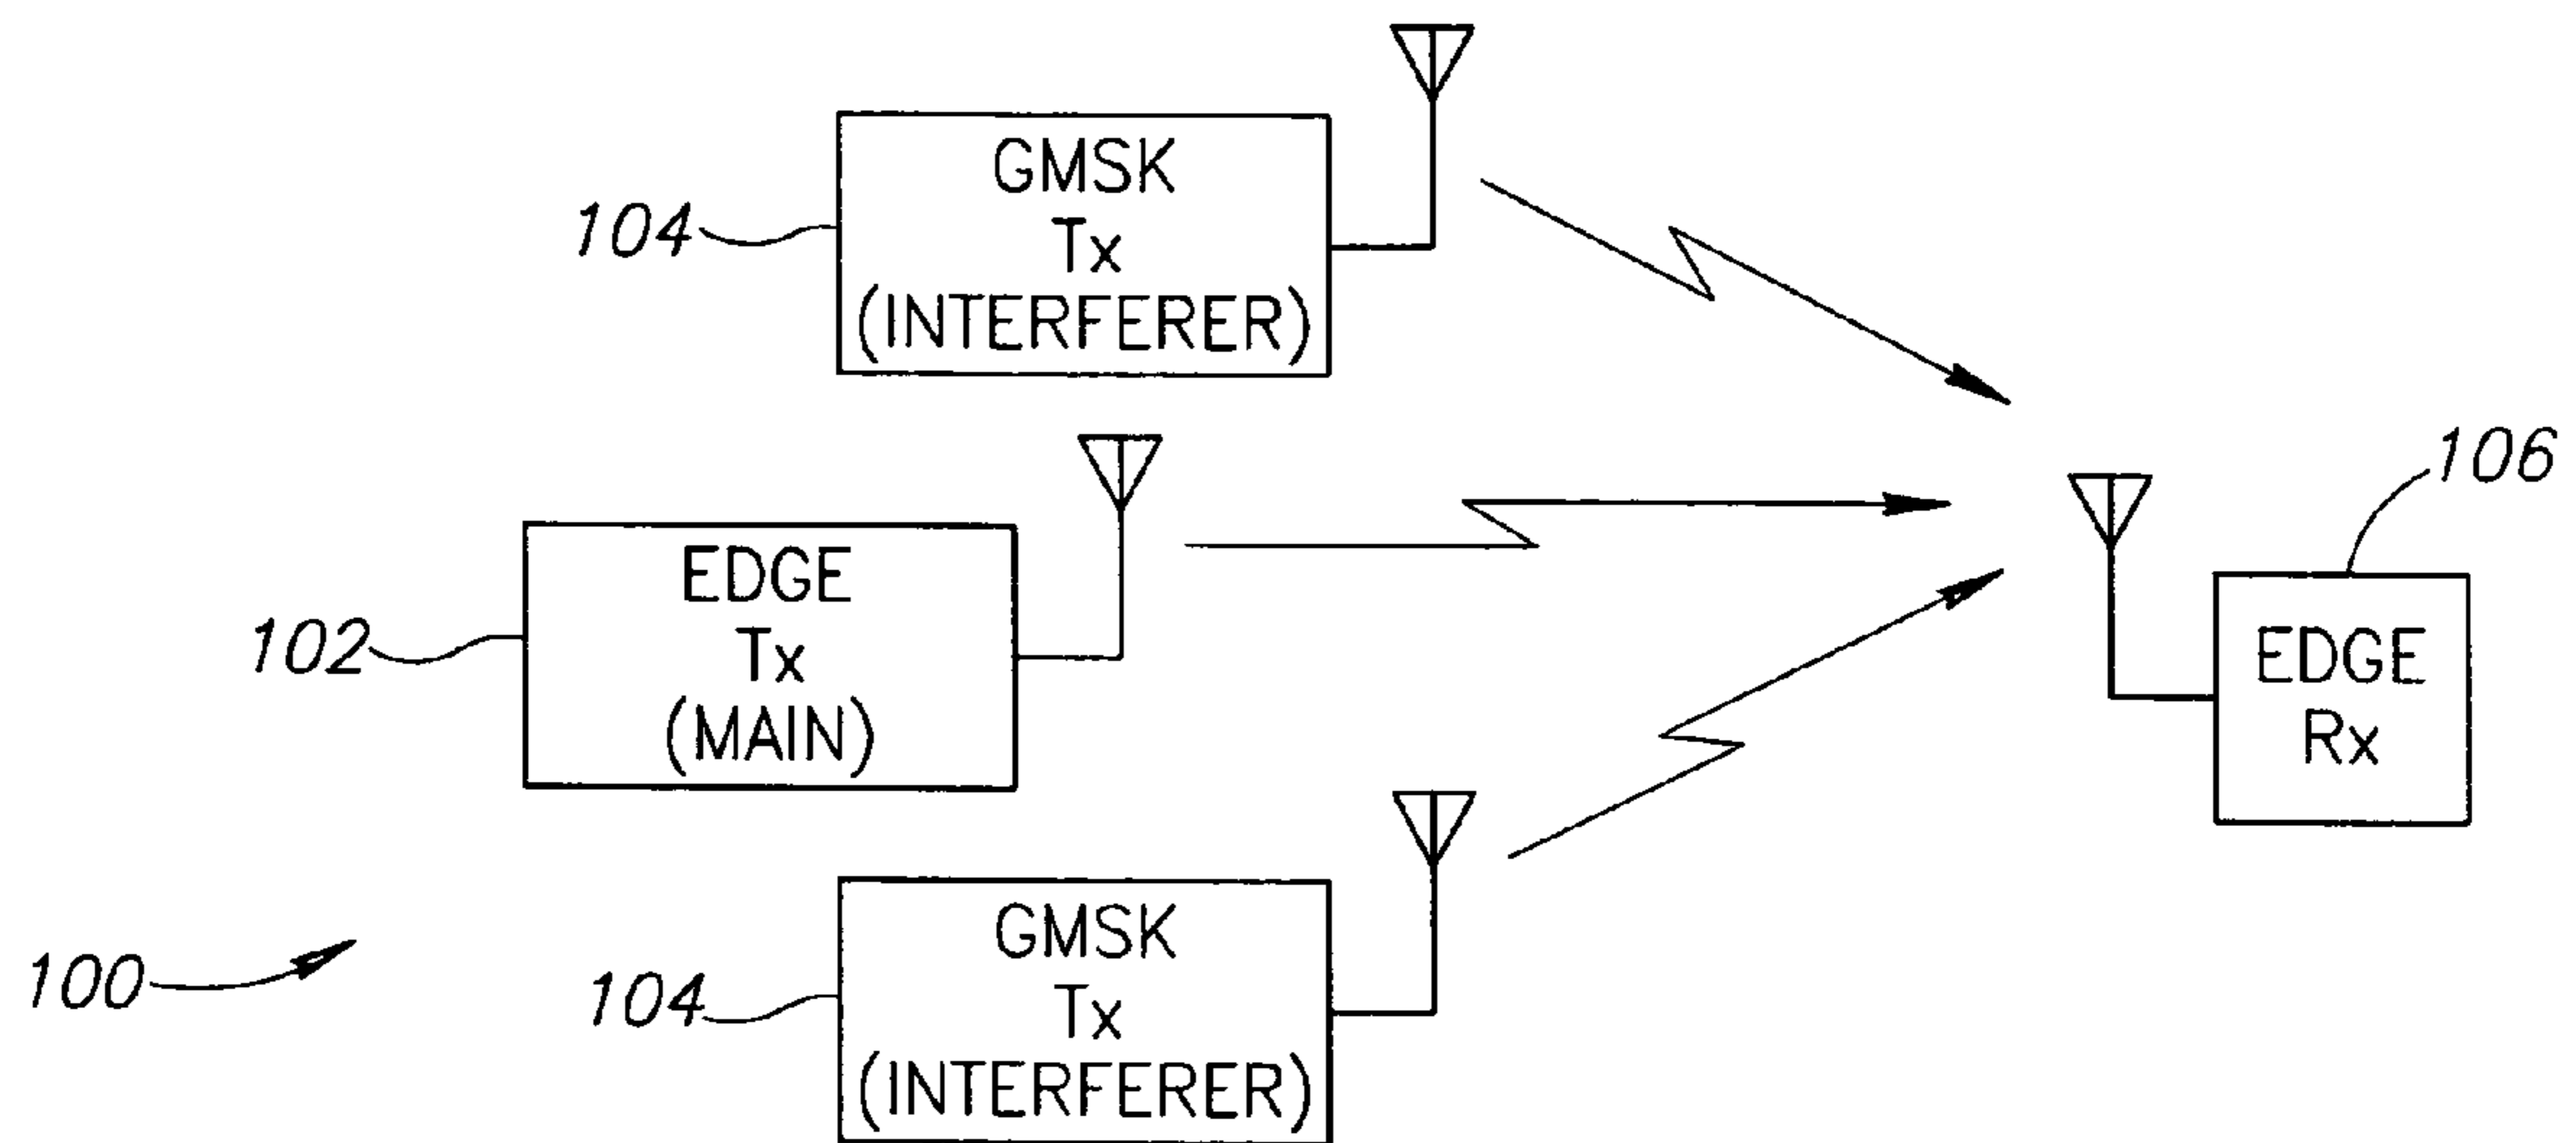 GMSK
Tx
(INTERFERER)
104
106
EDGE
Tx
(MAIN)
102
EDGE
Rx
GMSK
Tx
(INTERFERER)
104
100